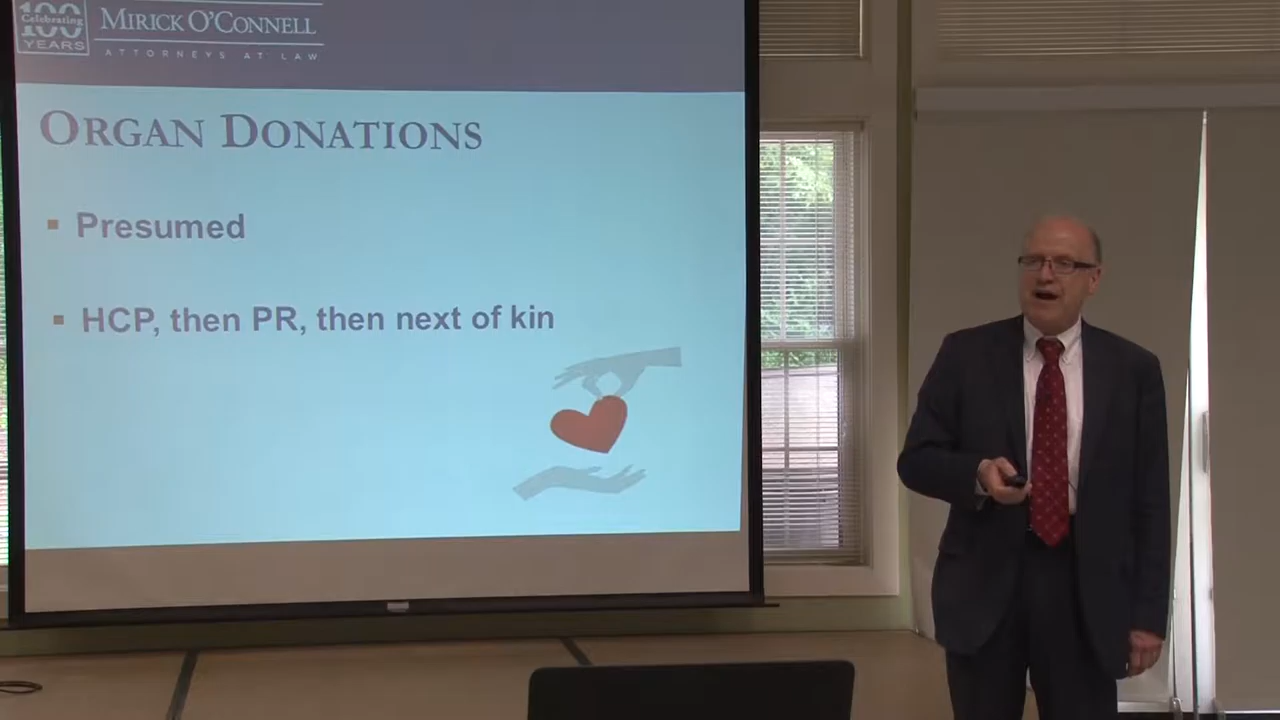 100
Celebrating
YEARS
MIRICK O'CONNELL
ATTORNEYS AT LAW
ORGAN DONATIONS
▪ Presumed
▪ HCP, then PR, then next of kin